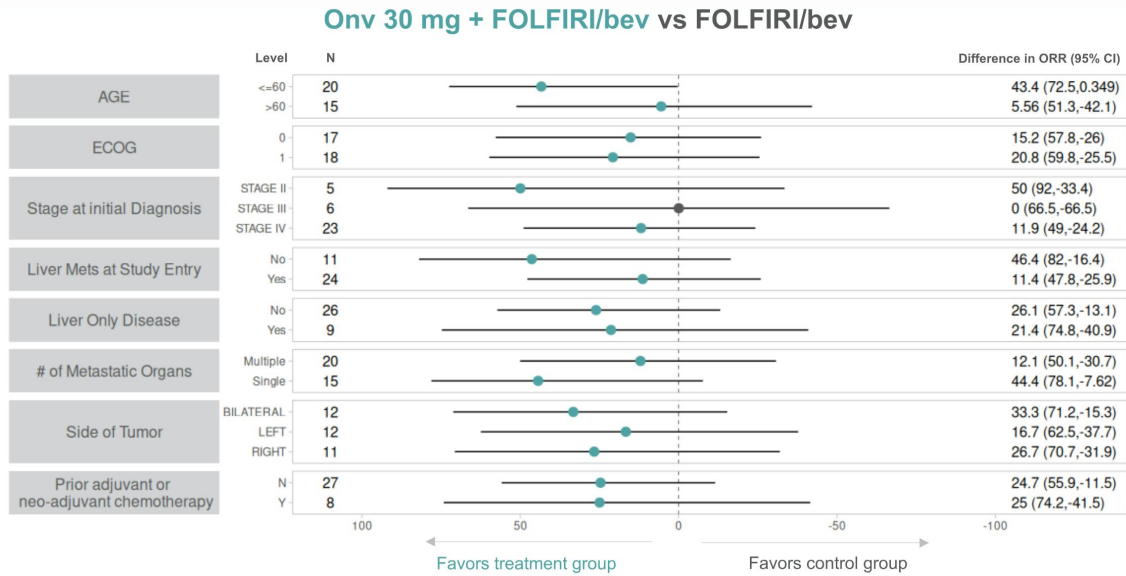 Onv 30 mg + FOLFIRI/bev vs FOLFIRI/bev
Level N Difference in ORR (95% CI)
AGE
<=60 20 43.4 (72.5,0.349)
>60 15 5.56 (51.3,-42.1)
ECOG
0 17 15.2 (57.8,-26)
1 18 20.8 (59.8,-25.5)
Stage at initial Diagnosis
STAGE II 5 50 (92,-33.4)
STAGE III 6 0 (66.5,-66.5)
STAGE IV 23 11.9 (49,-24.2)
Liver Mets at Study Entry
No 11 46.4 (82,-16.4)
Yes 24 11.4 (47.8,-25.9)
Liver Only Disease
No 26 26.1 (57.3,-13.1)
Yes 9 21.4 (74.8,-40.9)
# of Metastatic Organs
Multiple 20 12.1 (50.1,-30.7)
Single 15 44.4 (78.1,-7.62)
Side of Tumor
BILATERAL 12 33.3 (71.2,-15.3)
LEFT 12 16.7 (62.5,-37.7)
RIGHT 11 26.7 (70.7,-31.9)
Prior adjuvant or
neo-adjuvant chemotherapy
N 27 24.7 (55.9,-11.5)
Y 8 25 (74.2,-41.5)
100 50 0 -50 -100
Favors treatment group Favors control group